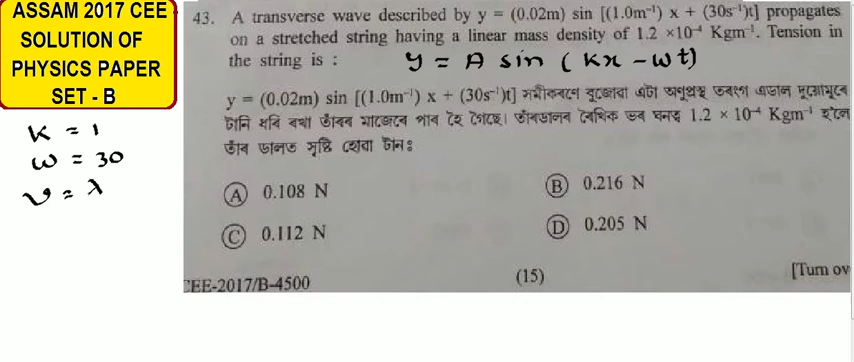 ASSAM 2017 CEE
SOLUTION OF
PHYSICS PAPER
SET - B
K = 1
ω = 30
v = λ
43. A transverse wave described by y = (0.02m) sin [(1.0m⁻¹) x + (30s⁻¹)t] propagates
on a stretched string having a linear mass density of 1.2 ×10⁻⁴ Kgm⁻¹. Tension in
the string is :
y = A sin (Kx - ωt)
y = (0.02m) sin [(1.0m⁻¹) x + (30s⁻¹)t] সমীকৰণে বুজোৱা এটা অনুপ্ৰস্থ তৰংগ এডাল দুয়োমূৰে
টানি ধৰি ৰখা তাঁৰৰ মাজেৰে পাৰ হৈ গৈছে। তাঁৰডালৰ ৰৈখিক ভৰ ঘনত্ব 1.2 × 10⁻⁴ Kgm⁻¹ হ'লে
তাঁৰ ডালত সৃষ্টি হোৱা টান :
(A) 0.108 N
(B) 0.216 N
(C) 0.112 N
(D) 0.205 N
CEE-2017/B-4500
(15)
[Turn ov